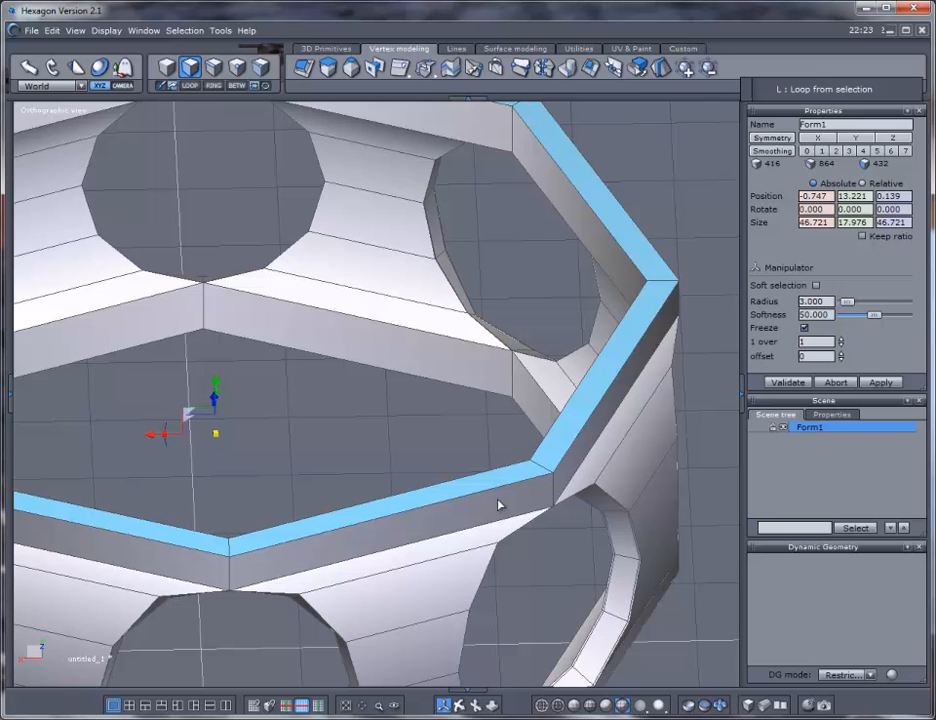 Hexagon Version 2.1
File Edit View Display Window Selection Tools Help
22:23
3D Primitives Vertex modeling Lines Surface modeling Utilities UV & Paint Custom
World XYZ CAMERA LOOP RING BETW
L : Loop from selection
Orthographic view
Properties
Name Form1
Symmetry X Y Z
Smoothing 0 1 2 3 4 5 6 7
416 864 432
Absolute Relative
Position -0.747 13.221 0.139
Rotate 0.000 0.000 0.000
Size 46.721 17.976 46.721
Keep ratio
Manipulator
Soft selection
Radius 3.000
Softness 50.000
Freeze
1 over 1
offset 0
Validate Abort Apply
Scene
Scene tree Properties
Form1
Select
Dynamic Geometry
Z
X
untitled_1 *
DG mode: Restric...